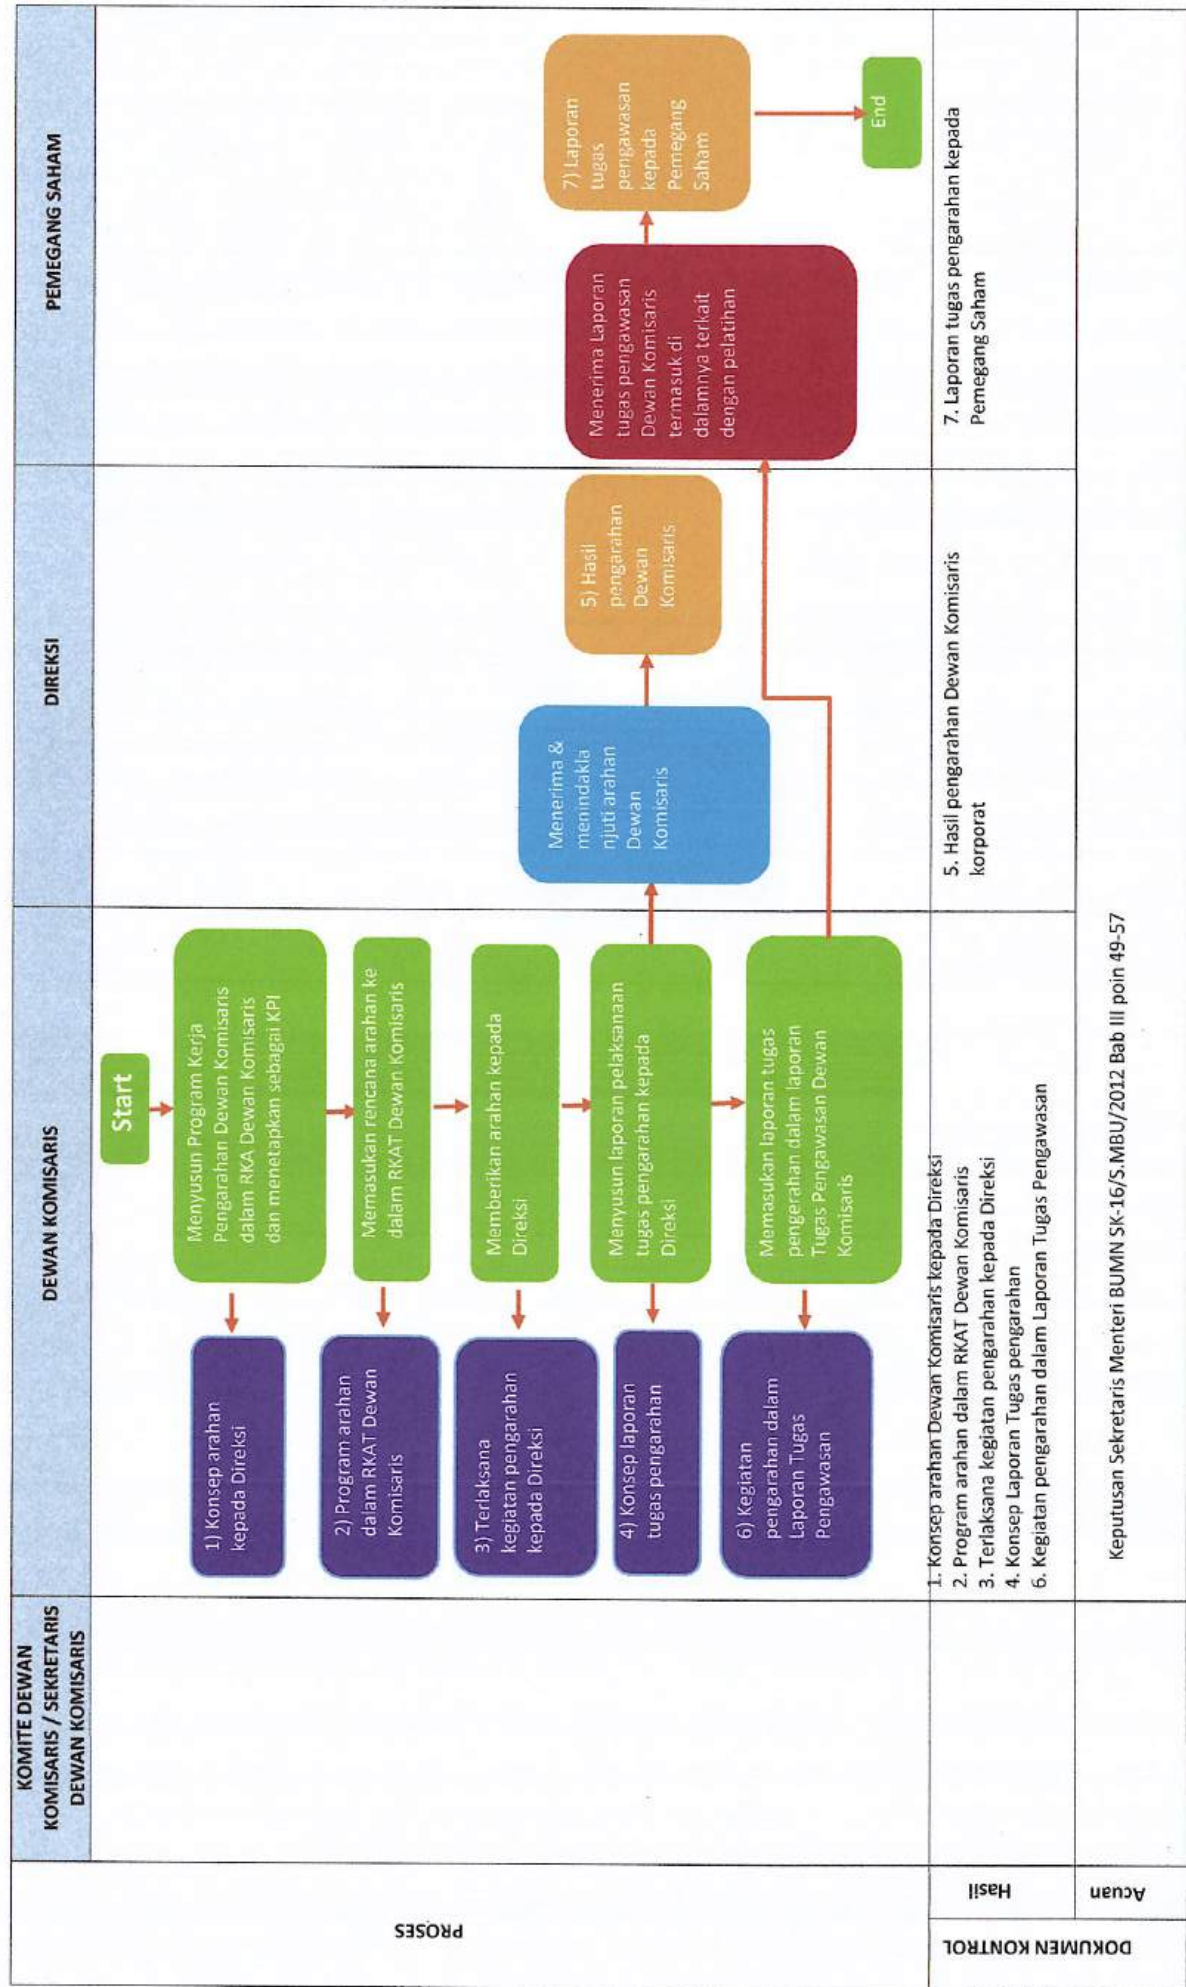 KOMITE DEWAN
KOMISARIS / SEKRETARIS
DEWAN KOMISARIS
DEWAN KOMISARIS
DIREKSI
PEMEGANG SAHAM
PROSES
Start
Menyusun Program Kerja
Pengarahan Dewan Komisaris
dalam RKA Dewan Komisaris
dan menetapkan sebagai KPI
1) Konsep arahan
kepada Direksi
Memasukan rencana arahan ke
dalam RKAT Dewan Komisaris
2) Program arahan
dalam RKAT Dewan
Komisaris
Memberikan arahan kepada
Direksi
3) Terlaksana
kegiatan pengarahan
kepada Direksi
Menyusun laporan pelaksanaan
tugas pengarahan kepada
Direksi
4) Konsep laporan
tugas pengarahan
Menerima &
menindakla
njuti arahan
Dewan
Komisaris
5) Hasil
pengarahan
Dewan
Komisaris
Memasukan laporan tugas
pengerahan dalam laporan
Tugas Pengawasan Dewan
Komisaris
6) Kegiatan
pengarahan dalam
Laporan Tugas
Pengawasan
Menerima Laporan
tugas pengawasan
Dewan Komisaris
termasuk di
dalamnya terkait
dengan pelatihan
7) Laporan
tugas
pengawasan
kepada
Pemegang
Saham
End
DOKUMEN KONTROL
Hasil
1. Konsep arahan Dewan Komisaris kepada Direksi
2. Program arahan dalam RKAT Dewan Komisaris
3. Terlaksana kegiatan pengarahan kepada Direksi
4. Konsep Laporan Tugas pengarahan
6. Kegiatan pengarahan dalam Laporan Tugas Pengawasan
5. Hasil pengarahan Dewan Komisaris
korporat
7. Laporan tugas pengarahan kepada
Pemegang Saham
Acuan
Keputusan Sekretaris Menteri BUMN SK-16/S.MBU/2012 Bab III poin 49-57